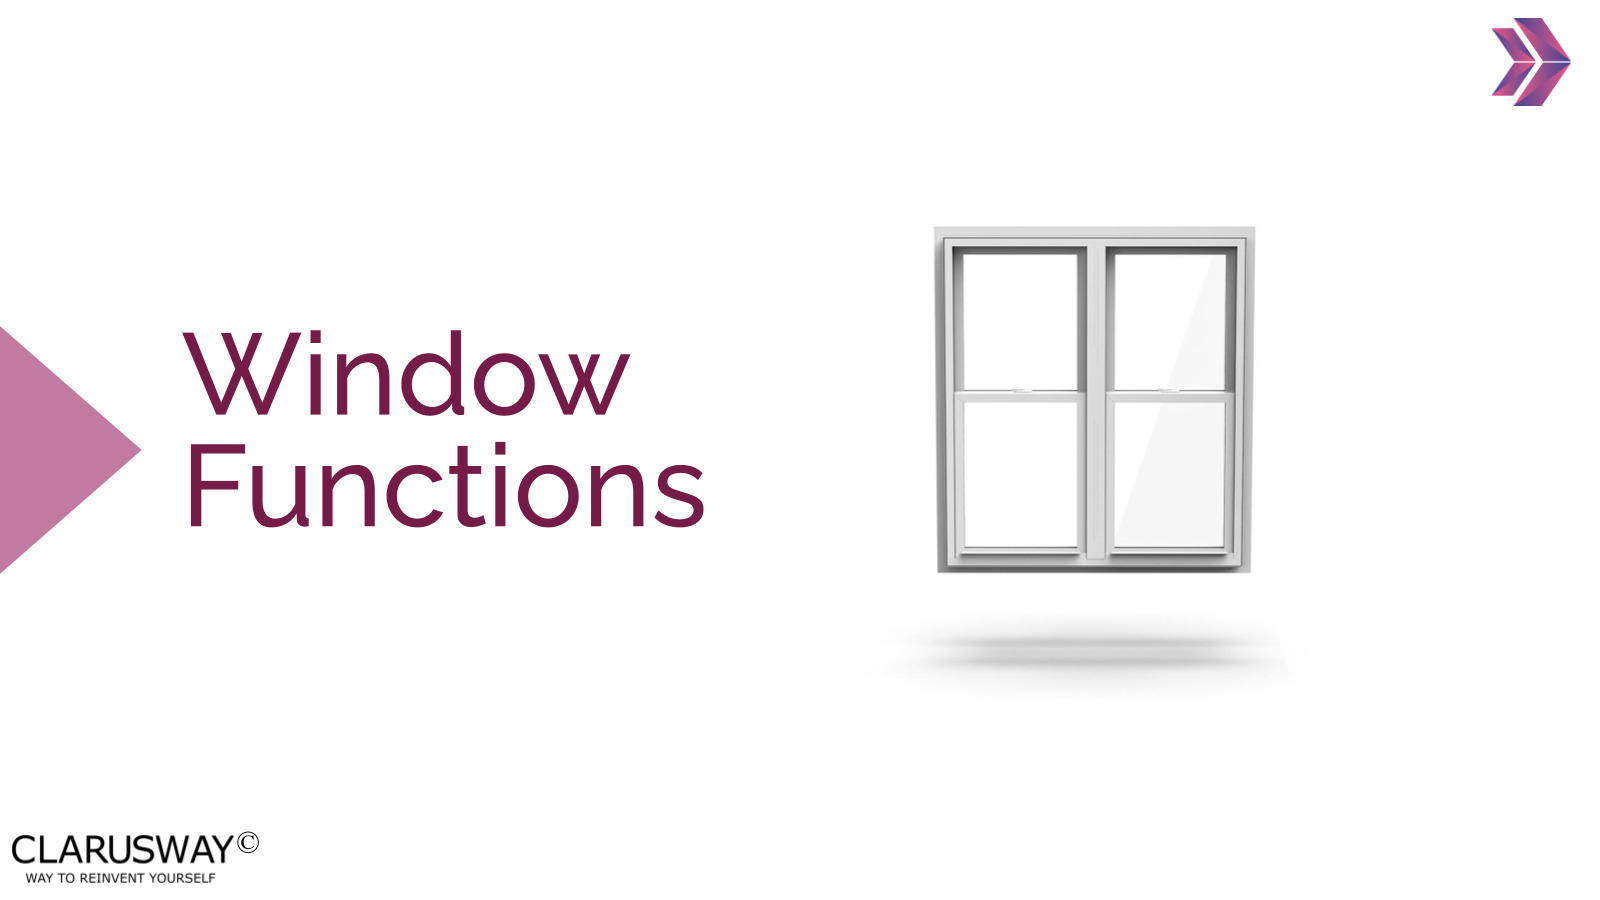 Window
Functions
CLARUSWAY©
WAY TO REINVENT YOURSELF